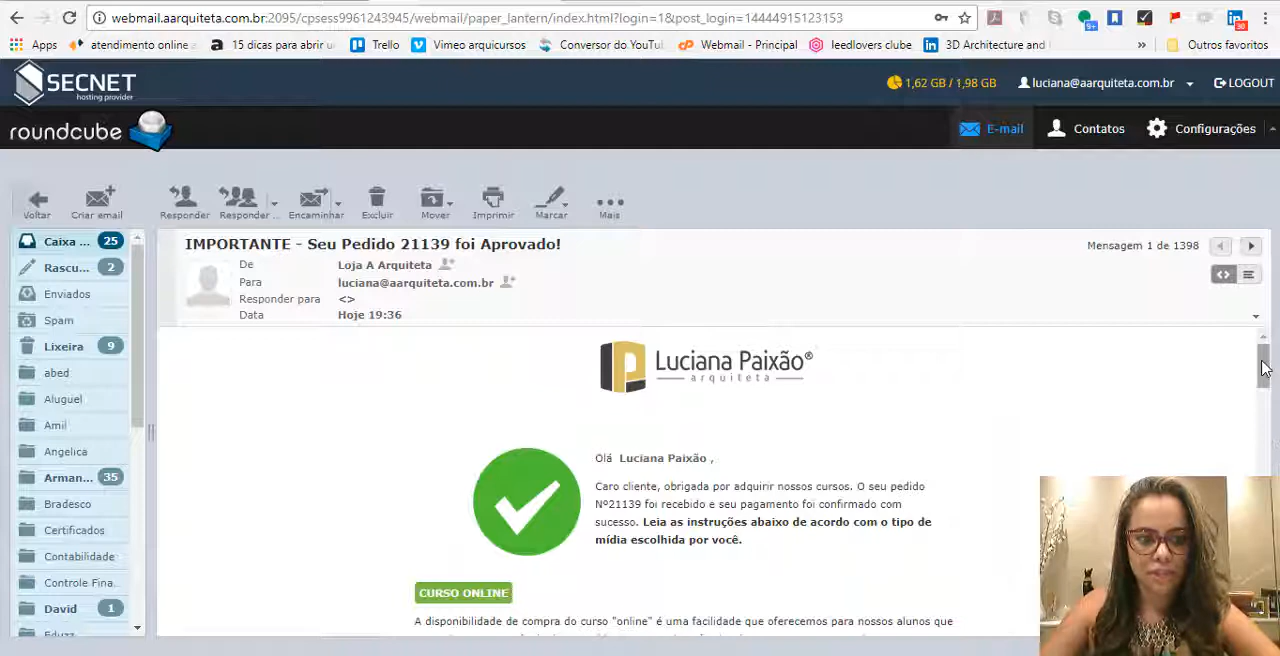 webmail.aarquiteta.com.br:2095/cpsess9961243945/webmail/paper_lantern/index.html?login=1&post_login=14444915123153
Apps atendimento online 15 dicas para abrir u Trello Vimeo arquicursos Conversor do YouTu Webmail - Principal leedlovers clube 3D Architecture and » Outros favoritos
9+
30
SECNET
hosting provider
1,62 GB / 1,98 GB luciana@aarquiteta.com.br LOGOUT
roundcube E-mail Contatos Configurações
Voltar Criar email Responder Responder ... Encaminhar Excluir Mover Imprimir Marcar Mais
Caixa ... 25
Rascu... 2
Enviados
Spam
Lixeira 9
abed
Aluguel
Amil
Angelica
Arman... 35
Bradesco
Certificados
Contabilidade
Controle Fina...
David 1
Eduzz
IMPORTANTE - Seu Pedido 21139 foi Aprovado!
Mensagem 1 de 1398
De Loja A Arquiteta
Para luciana@aarquiteta.com.br
Responder para <>
Data Hoje 19:36
Luciana Paixão®
arquiteta
Olá Luciana Paixão ,
Caro cliente, obrigada por adquirir nossos cursos. O seu pedido
Nº21139 foi recebido e seu pagamento foi confirmado com
sucesso. Leia as instruções abaixo de acordo com o tipo de
mídia escolhida por você.
CURSO ONLINE
A disponibilidade de compra do curso "online" é uma facilidade que oferecemos para nossos alunos que